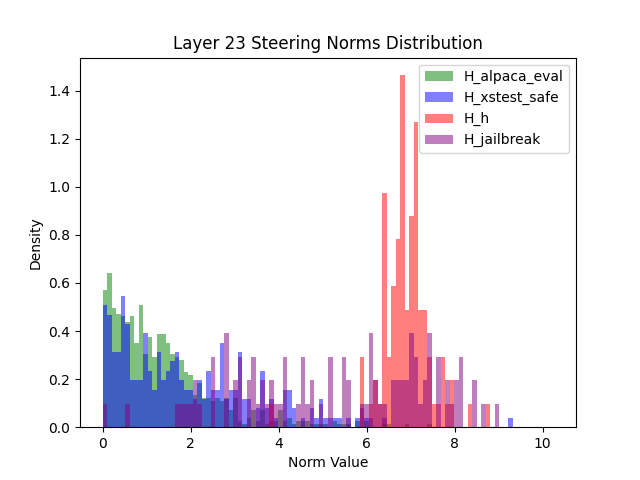 Layer 23 Steering Norms Distribution
H_alpaca_eval
H_xstest_safe
H_h
H_jailbreak
Density
1.4
1.2
1.0
0.8
0.6
0.4
0.2
0.0
0 2 4 6 8 10
Norm Value